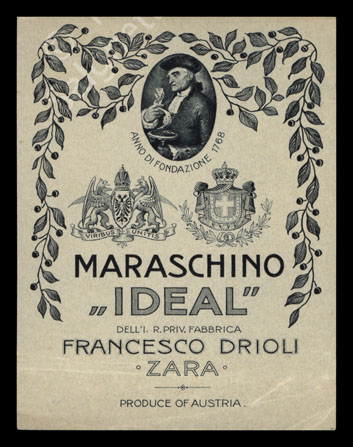 ANNO DI FONDAZIONE 1768
VIRIBUS UNITIS
MARASCHINO
„IDEAL"
DELL'I. R. PRIV. FABBRICA
FRANCESCO DRIOLI
·ZARA·
PRODUCE OF AUSTRIA.